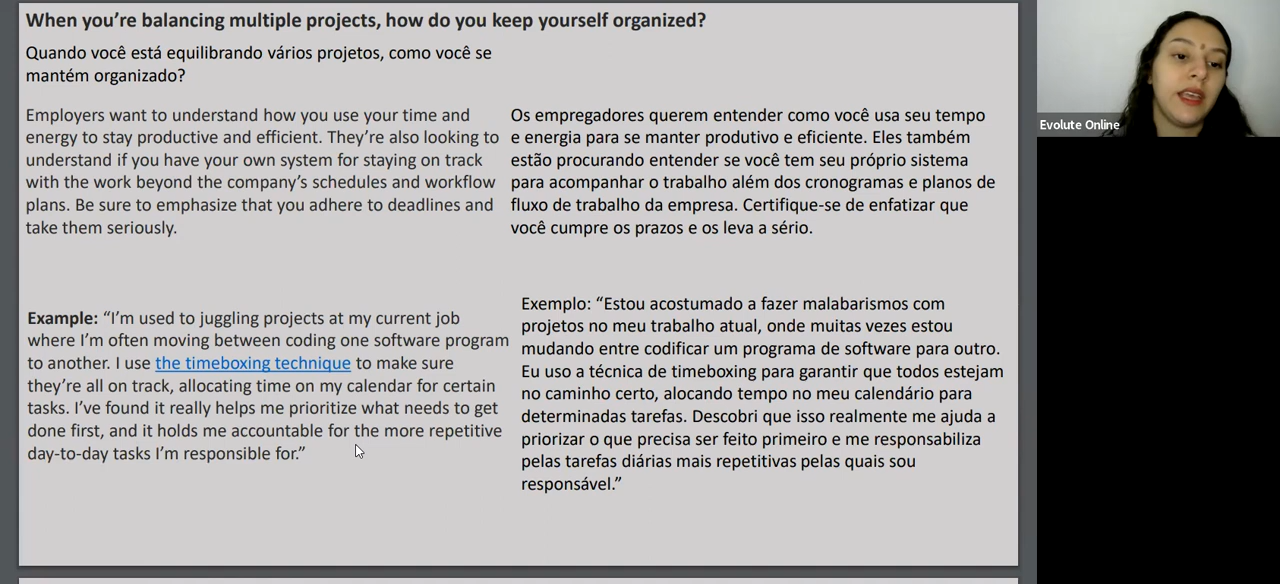 When you’re balancing multiple projects, how do you keep yourself organized?
Quando você está equilibrando vários projetos, como você se
mantém organizado?
Employers want to understand how you use your time and
energy to stay productive and efficient. They’re also looking to
understand if you have your own system for staying on track
with the work beyond the company’s schedules and workflow
plans. Be sure to emphasize that you adhere to deadlines and
take them seriously.
Os empregadores querem entender como você usa seu tempo
e energia para se manter produtivo e eficiente. Eles também
estão procurando entender se você tem seu próprio sistema
para acompanhar o trabalho além dos cronogramas e planos de
fluxo de trabalho da empresa. Certifique-se de enfatizar que
você cumpre os prazos e os leva a sério.
Example: “I’m used to juggling projects at my current job
where I’m often moving between coding one software program
to another. I use the timeboxing technique to make sure
they’re all on track, allocating time on my calendar for certain
tasks. I’ve found it really helps me prioritize what needs to get
done first, and it holds me accountable for the more repetitive
day-to-day tasks I’m responsible for.”
Exemplo: “Estou acostumado a fazer malabarismos com
projetos no meu trabalho atual, onde muitas vezes estou
mudando entre codificar um programa de software para outro.
Eu uso a técnica de timeboxing para garantir que todos estejam
no caminho certo, alocando tempo no meu calendário para
determinadas tarefas. Descobri que isso realmente me ajuda a
priorizar o que precisa ser feito primeiro e me responsabiliza
pelas tarefas diárias mais repetitivas pelas quais sou
responsável.”
Evolute Online